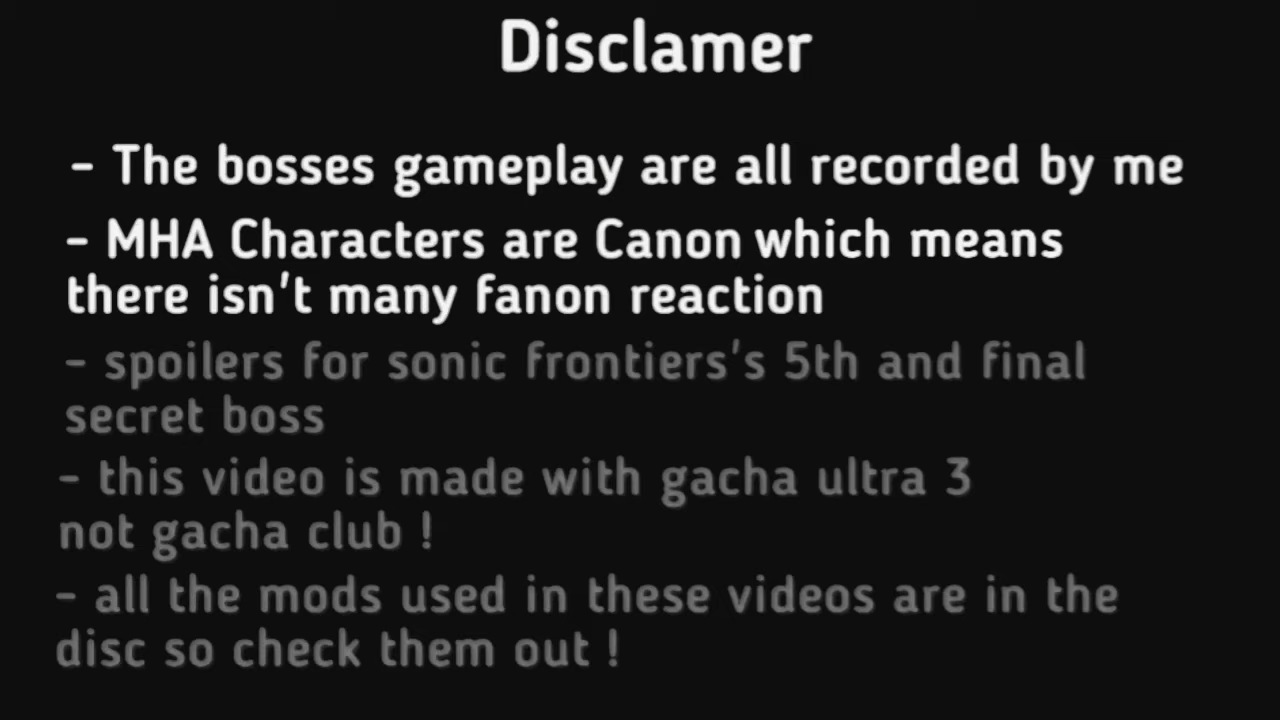 Disclamer
- The bosses gameplay are all recorded by me
- MHA Characters are Canon which means
there isn't many fanon reaction
- spoilers for sonic frontiers's 5th and final
secret boss
- this video is made with gacha ultra 3
not gacha club !
- all the mods used in these videos are in the
disc so check them out !